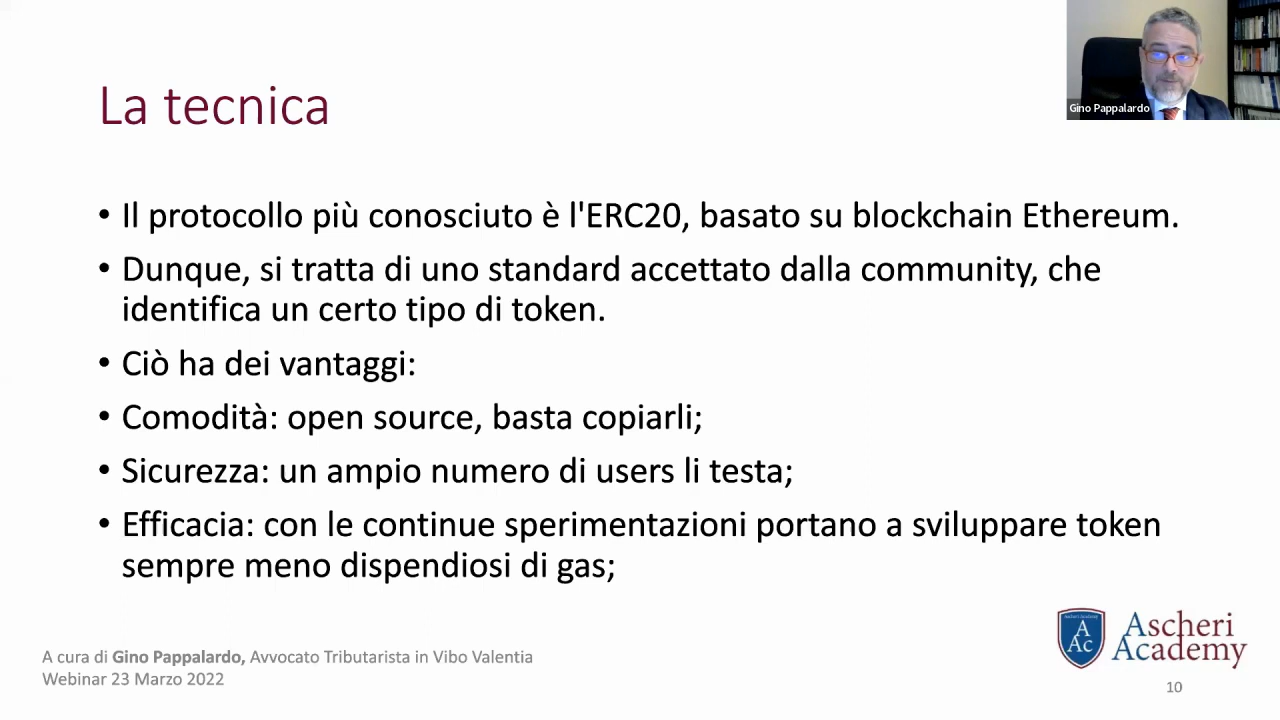 Gino Pappalardo
La tecnica
• Il protocollo più conosciuto è l'ERC20, basato su blockchain Ethereum.
• Dunque, si tratta di uno standard accettato dalla community, che
identifica un certo tipo di token.
• Ciò ha dei vantaggi:
• Comodità: open source, basta copiarli;
• Sicurezza: un ampio numero di users li testa;
• Efficacia: con le continue sperimentazioni portano a sviluppare token
sempre meno dispendiosi di gas;
A cura di Gino Pappalardo, Avvocato Tributarista in Vibo Valentia
Webinar 23 Marzo 2022
Ascheri Academy
A
Ac
Ascheri
Academy
10